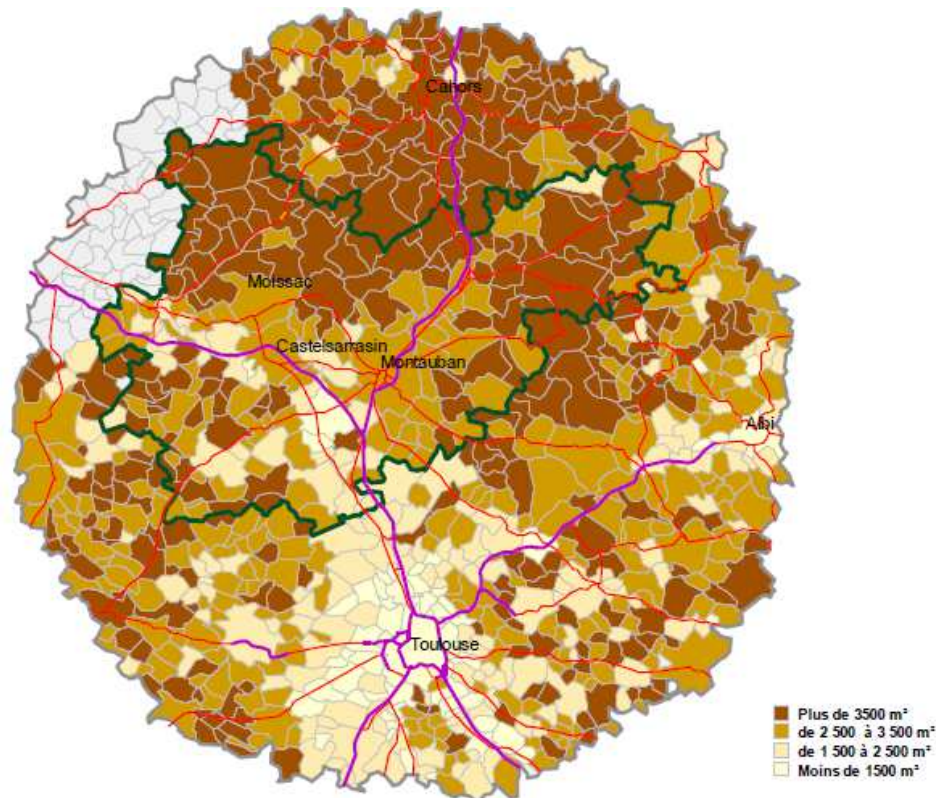 Cahors
Moissac
Castelsarrasin
Montauban
Albi
Toulouse
Plus de 3500 m²
de 2 500 à 3 500 m²
de 1 500 à 2 500 m²
Moins de 1500 m²